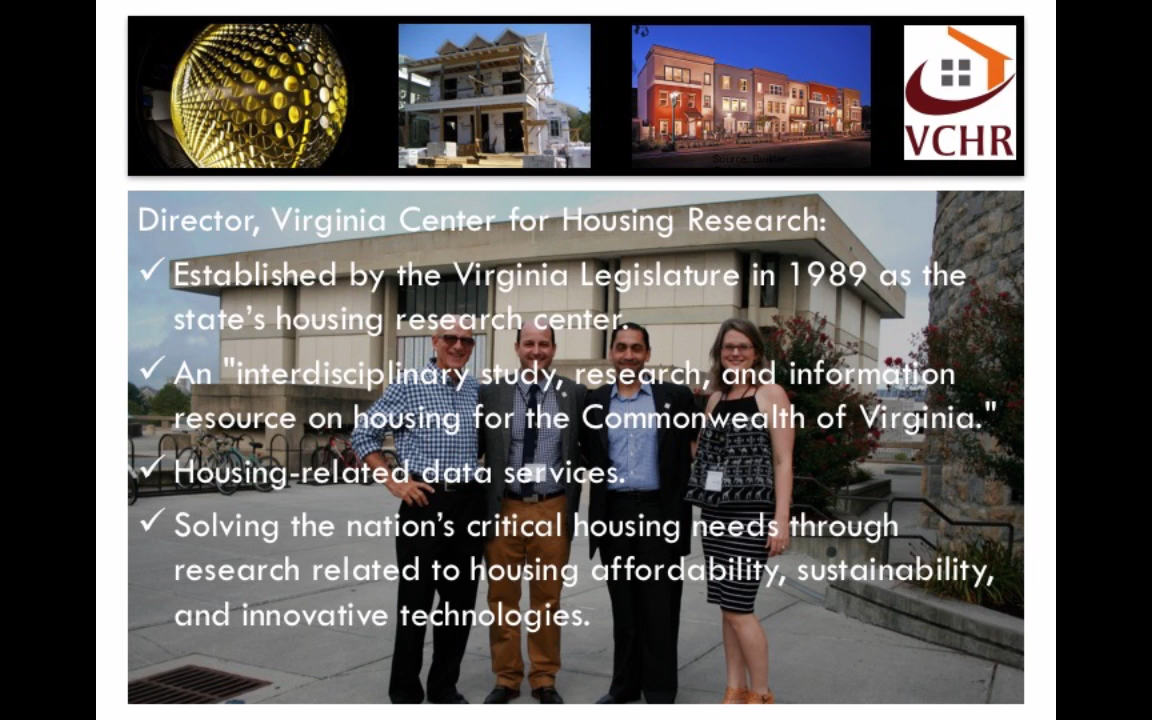 Source: Builder
VCHR
Director, Virginia Center for Housing Research:
✓ Established by the Virginia Legislature in 1989 as the
state's housing research center.
✓ An "interdisciplinary study, research, and information
resource on housing for the Commonwealth of Virginia."
✓ Housing-related data services.
✓ Solving the nation's critical housing needs through
research related to housing affordability, sustainability,
and innovative technologies.